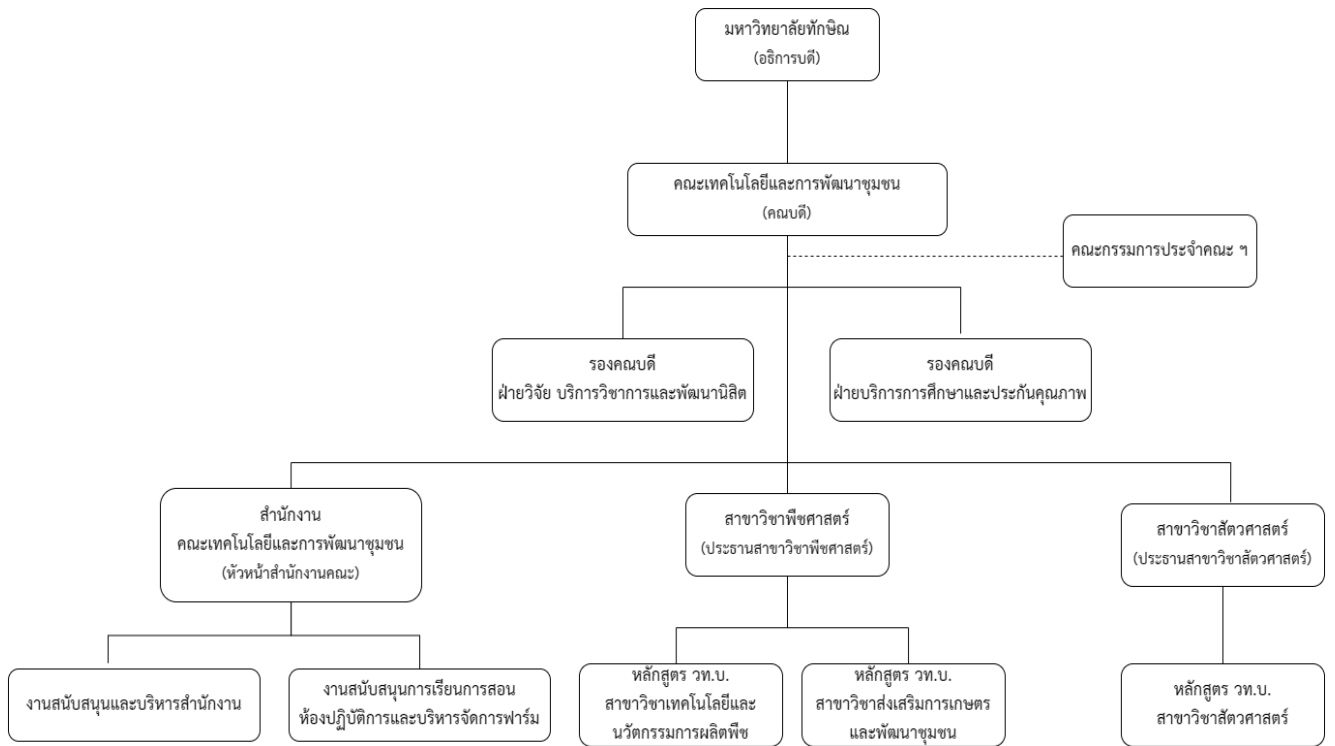 มหาวิทยาลัยทักษิณ
(อธิการบดี)
คณะเทคโนโลยีและการพัฒนาชุมชน
(คณบดี)
คณะกรรมการประจำคณะ ฯ
รองคณบดี
ฝ่ายวิจัย บริการวิชาการและพัฒนานิสิต
รองคณบดี
ฝ่ายบริการการศึกษาและประกันคุณภาพ
สำนักงาน
คณะเทคโนโลยีและการพัฒนาชุมชน
(หัวหน้าสำนักงานคณะ)
สาขาวิชาพืชศาสตร์
(ประธานสาขาวิชาพืชศาสตร์)
สาขาวิชาสัตวศาสตร์
(ประธานสาขาวิชาสัตวศาสตร์)
งานสนับสนุนและบริหารสำนักงาน
งานสนับสนุนการเรียนการสอน
ห้องปฏิบัติการและบริหารจัดการฟาร์ม
หลักสูตร วท.บ.
สาขาวิชาเทคโนโลยีและ
นวัตกรรมการผลิตพืช
หลักสูตร วท.บ.
สาขาวิชาส่งเสริมการเกษตร
และพัฒนาชุมชน
หลักสูตร วท.บ.
สาขาวิชาสัตวศาสตร์